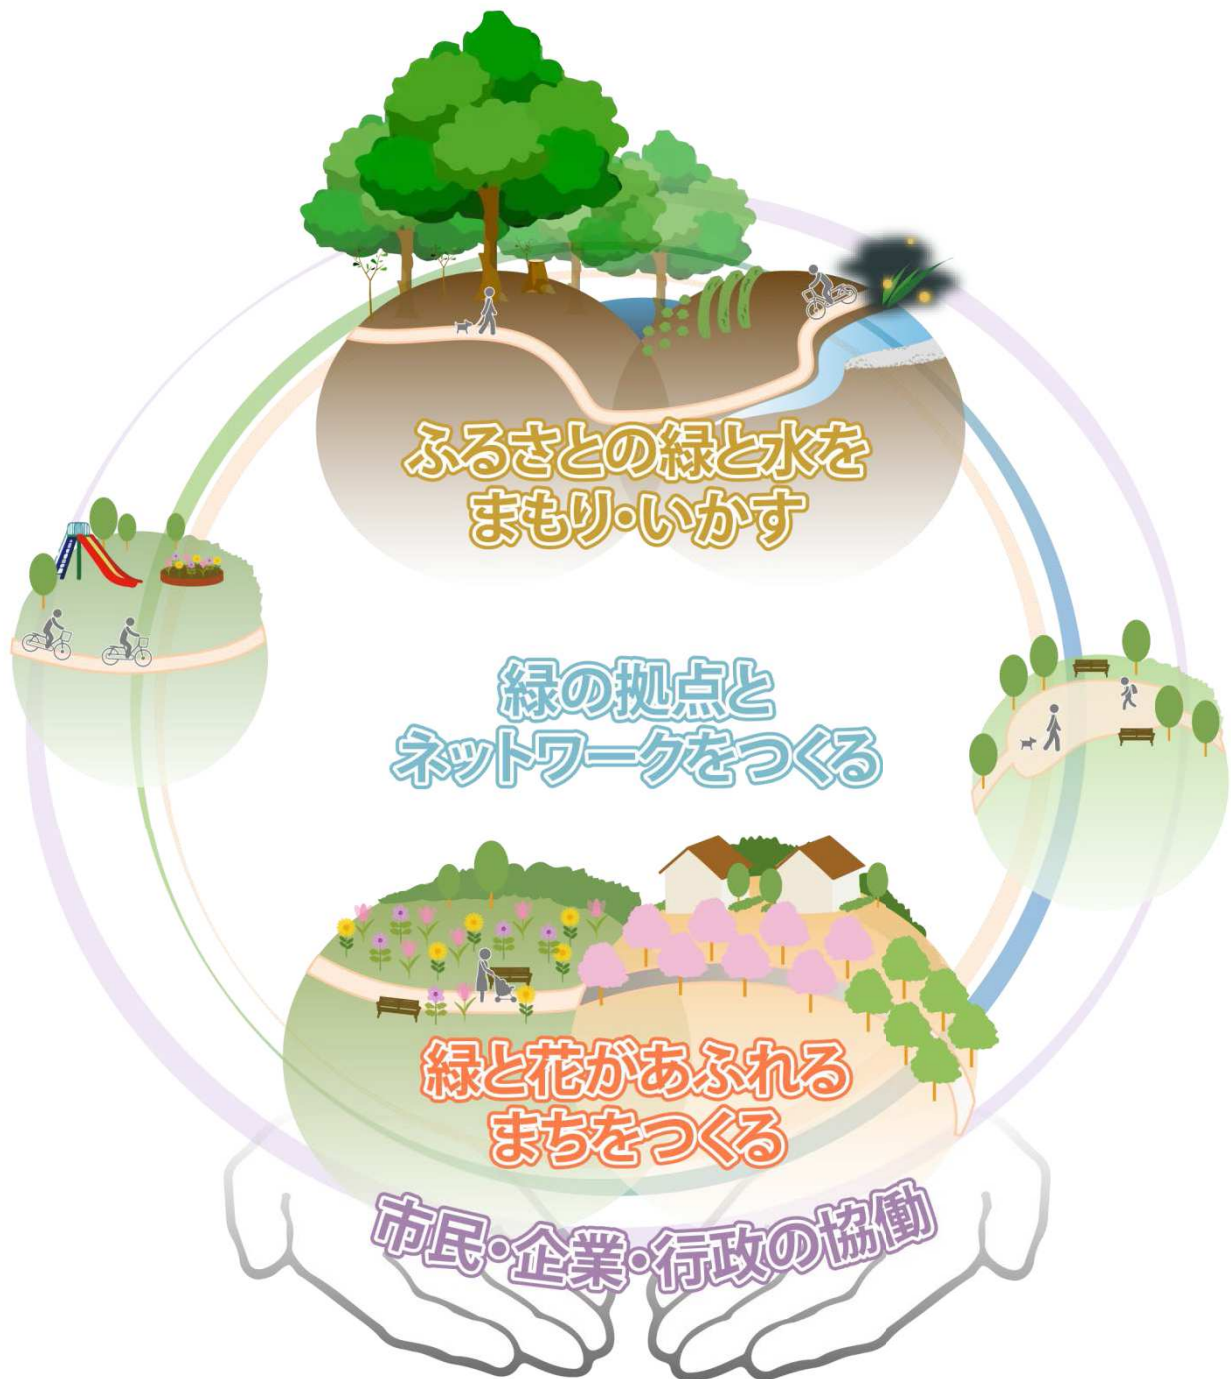 ふるさとの緑と水を
まもり・いかす
緑の拠点と
ネットワークをつくる
緑と花があふれる
まちをつくる
市民・企業・行政の協働